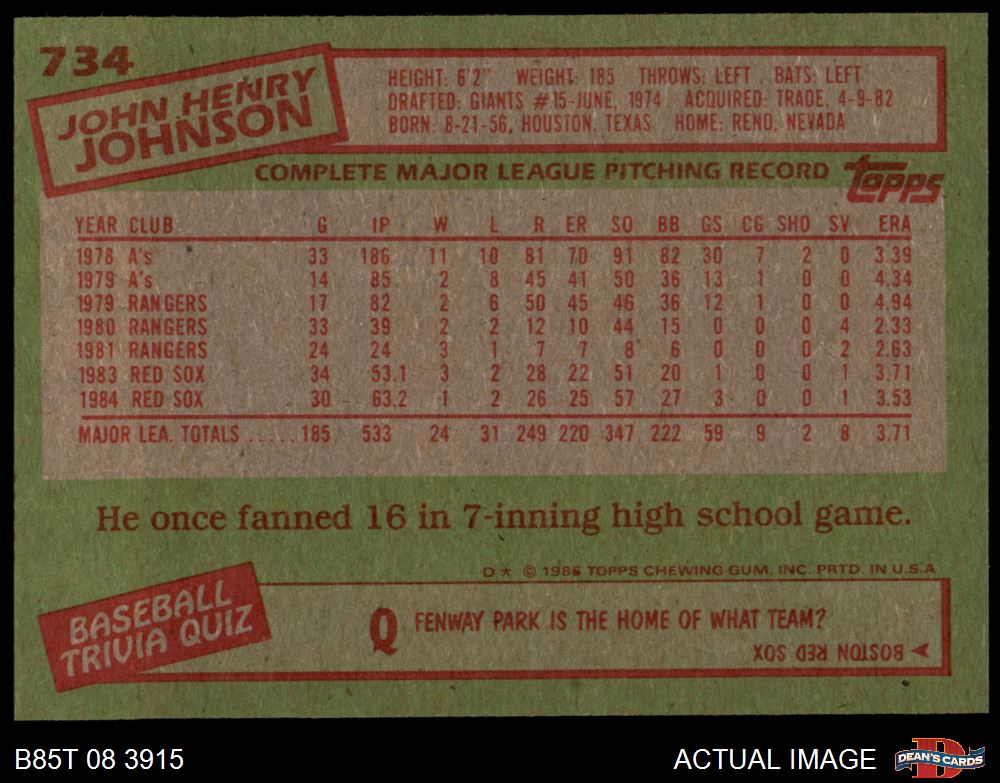 734
JOHN HENRY
JOHNSON
HEIGHT: 6'2" WEIGHT: 185 THROWS: LEFT BATS: LEFT
DRAFTED: GIANTS #15-JUNE, 1974 ACQUIRED: TRADE, 4-9-82
BORN: 8-21-56, HOUSTON, TEXAS HOME: RENO, NEVADA
COMPLETE MAJOR LEAGUE PITCHING RECORD topps
YEAR CLUB G IP W L R ER SO BB GS CG SHO SV ERA
1978 A's 33 186 11 10 81 70 91 82 30 7 2 0 3.39
1979 A's 14 85 2 8 45 41 50 36 13 1 0 0 4.34
1979 RANGERS 17 82 2 6 50 45 46 36 12 1 0 0 4.94
1980 RANGERS 33 39 2 2 12 10 44 15 0 0 0 4 2.33
1981 RANGERS 24 24 3 1 7 7 8 6 0 0 0 2 2.63
1983 RED SOX 34 53.1 3 2 28 22 51 20 1 0 0 1 3.71
1984 RED SOX 30 63.2 1 2 26 25 57 27 3 0 0 1 3.53
MAJOR LEA. TOTALS ..... 185 533 24 31 249 220 347 222 59 9 2 8 3.71
He once fanned 16 in 7-inning high school game.
D * © 1985 TOPPS CHEWING GUM, INC. PRTD. IN U.S.A
BASEBALL
TRIVIA QUIZ
Q FENWAY PARK IS THE HOME OF WHAT TEAM?
BOSTON RED SOX
B85T 08 3915
ACTUAL IMAGE
D
DEAN'S CARDS